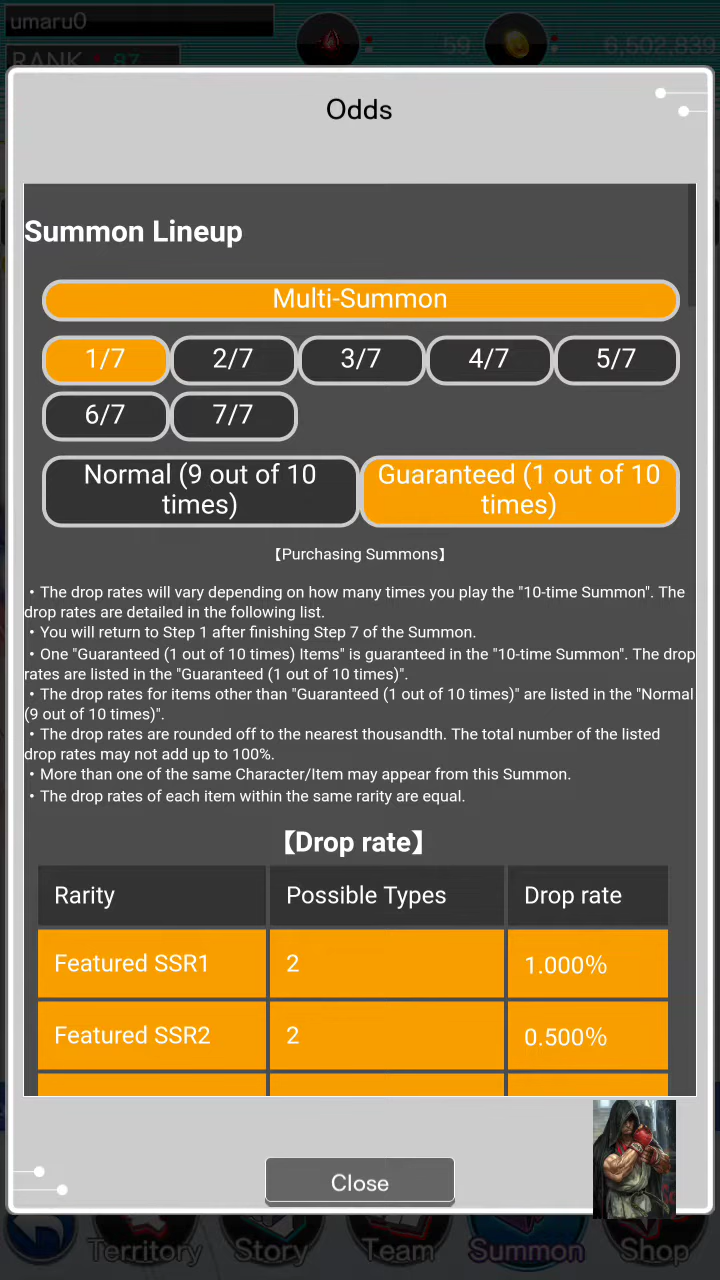 umaru0
RANK : 87
59
6,502,839
Odds
Summon Lineup
Multi-Summon
1/7
2/7
3/7
4/7
5/7
6/7
7/7
Normal (9 out of 10
times)
Guaranteed (1 out of 10
times)
【Purchasing Summons】
・The drop rates will vary depending on how many times you play the "10-time Summon". The
drop rates are detailed in the following list.
・You will return to Step 1 after finishing Step 7 of the Summon.
・One "Guaranteed (1 out of 10 times) Items" is guaranteed in the "10-time Summon". The drop
rates are listed in the "Guaranteed (1 out of 10 times)".
・The drop rates for items other than "Guaranteed (1 out of 10 times)" are listed in the "Normal
(9 out of 10 times)".
・The drop rates are rounded off to the nearest thousandth. The total number of the listed
drop rates may not add up to 100%.
・More than one of the same Character/Item may appear from this Summon.
・The drop rates of each item within the same rarity are equal.
【Drop rate】
Rarity Possible Types Drop rate
Featured SSR1 2 1.000%
Featured SSR2 2 0.500%
Close
Territory
Story
Team
Summon
Shop